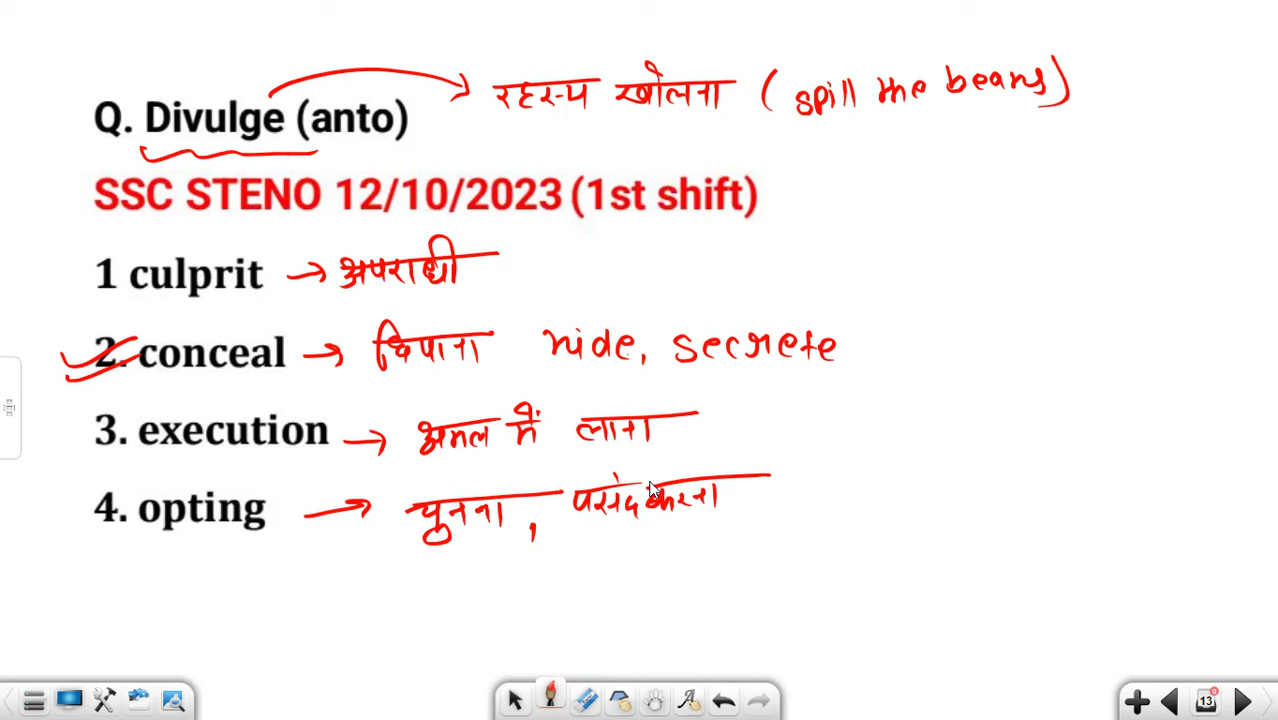 Q. Divulge (anto) → रहस्य खोलना ( spill the beans)
SSC STENO 12/10/2023 (1st shift)
1 culprit → अपराधी
2. conceal → छिपाना hide, secrete
3. execution → अमल में लाना
4. opting → चुनना, पसंद करना
13